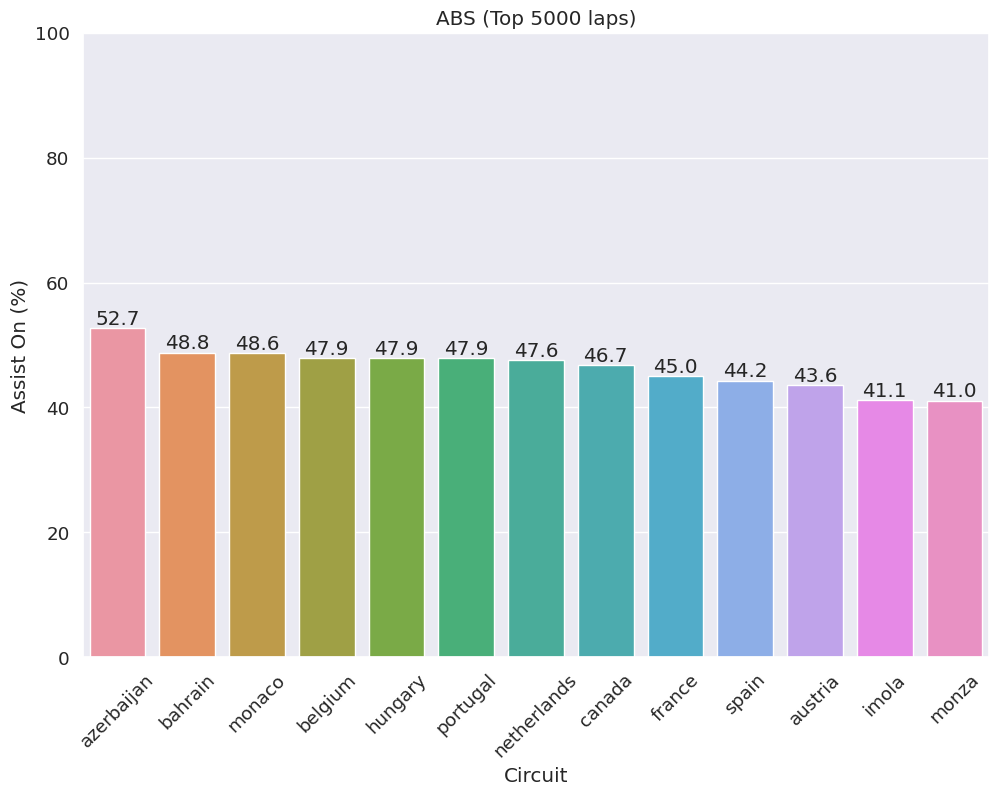 ABS (Top 5000 laps)
100
80
60
40
20
0
Assist On (%)
52.7
48.8
48.6
47.9
47.9
47.9
47.6
46.7
45.0
44.2
43.6
41.1
41.0
azerbaijan
bahrain
monaco
belgium
hungary
portugal
netherlands
canada
france
spain
austria
imola
monza
Circuit